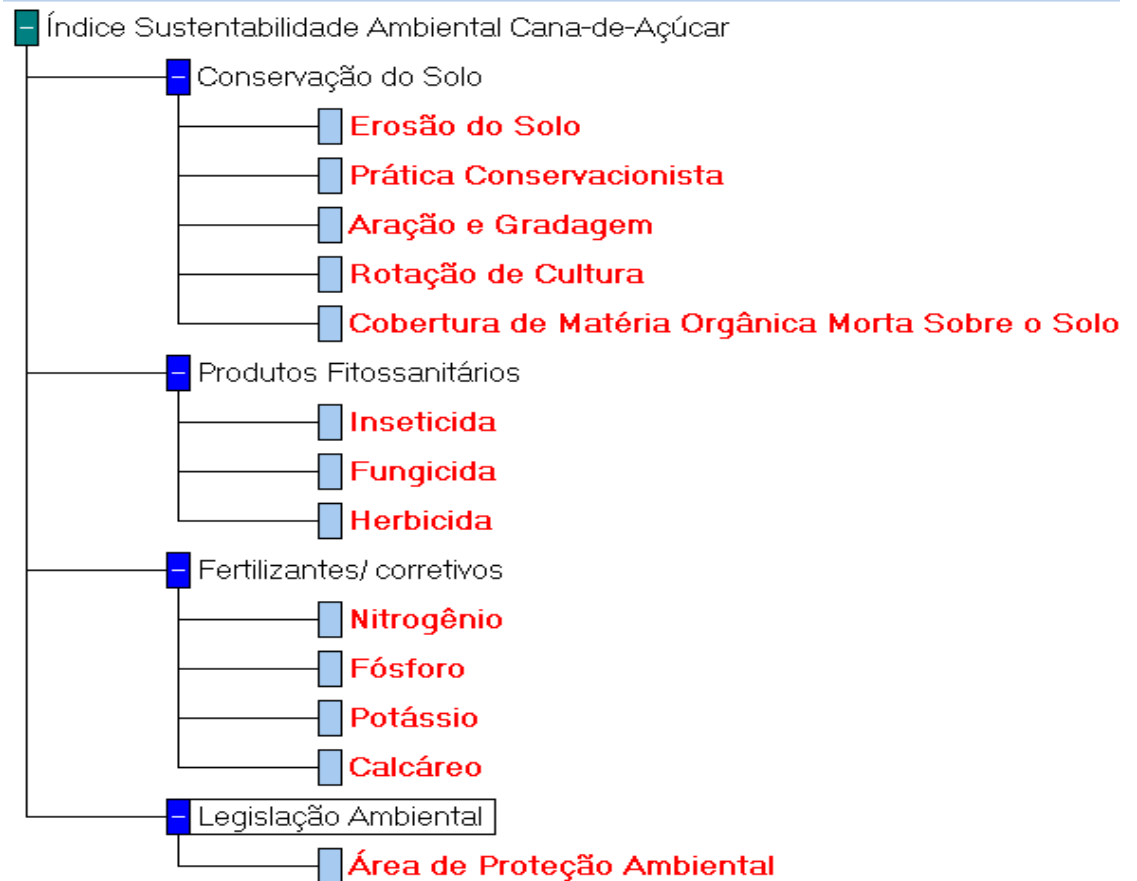 Índice Sustentabilidade Ambiental Cana-de-Açúcar
Conservação do Solo
Erosão do Solo
Prática Conservacionista
Aração e Gradagem
Rotação de Cultura
Cobertura de Matéria Orgânica Morta Sobre o Solo
Produtos Fitossanitários
Inseticida
Fungicida
Herbicida
Fertilizantes/ corretivos
Nitrogênio
Fósforo
Potássio
Calcáreo
Legislação Ambiental
Área de Proteção Ambiental